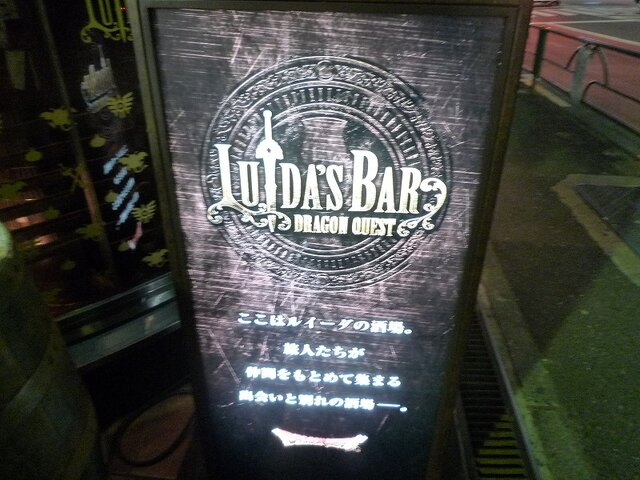 LUIDA'S BAR
DRAGON QUEST
ここはルイーダの酒場。
旅人たちが
仲間をもとめて集まる
出会いと別れの酒場──。